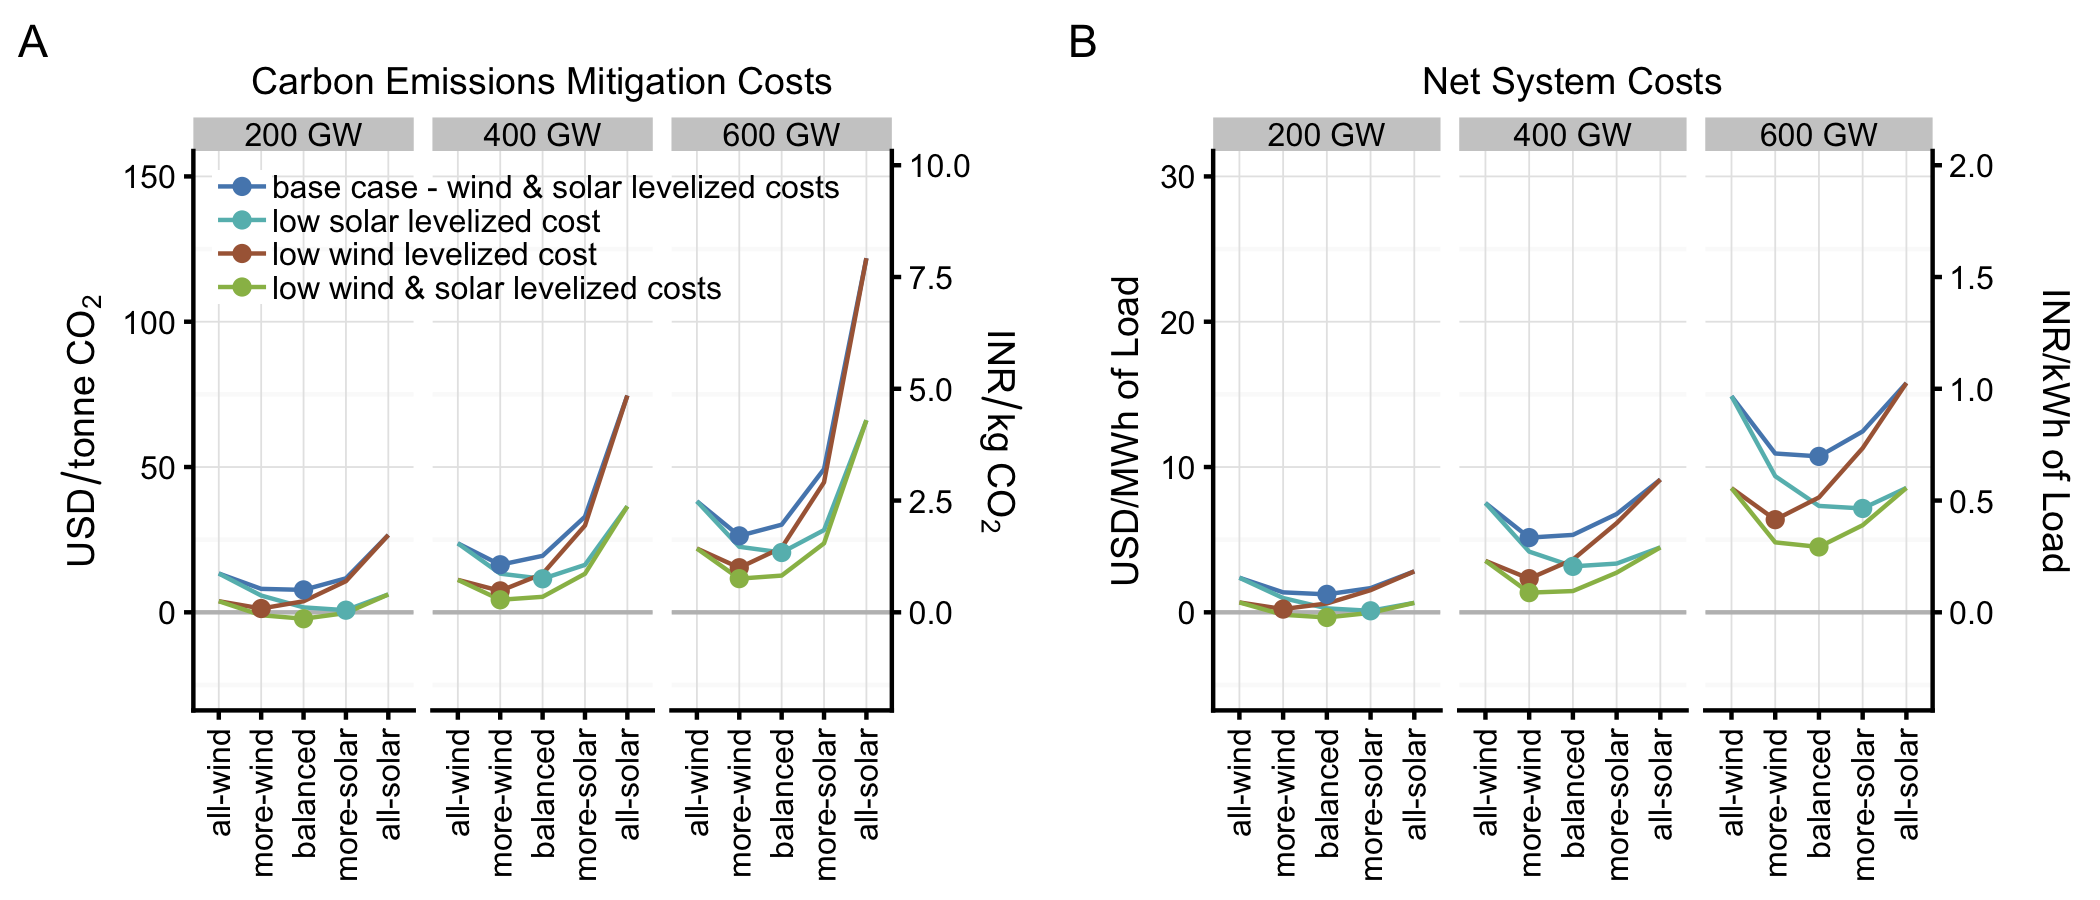 A
Carbon Emissions Mitigation Costs
200 GW
400 GW
600 GW
150
100
50
0
USD/tonne CO₂
base case - wind & solar levelized costs
low solar levelized cost
low wind levelized cost
low wind & solar levelized costs
10.0
7.5
5.0
2.5
0.0
INR/kg CO₂
all-wind
more-wind
balanced
more-solar
all-solar
all-wind
more-wind
balanced
more-solar
all-solar
all-wind
more-wind
balanced
more-solar
all-solar
B
Net System Costs
200 GW
400 GW
600 GW
30
20
10
0
USD/MWh of Load
2.0
1.5
1.0
0.5
0.0
INR/kWh of Load
all-wind
more-wind
balanced
more-solar
all-solar
all-wind
more-wind
balanced
more-solar
all-solar
all-wind
more-wind
balanced
more-solar
all-solar